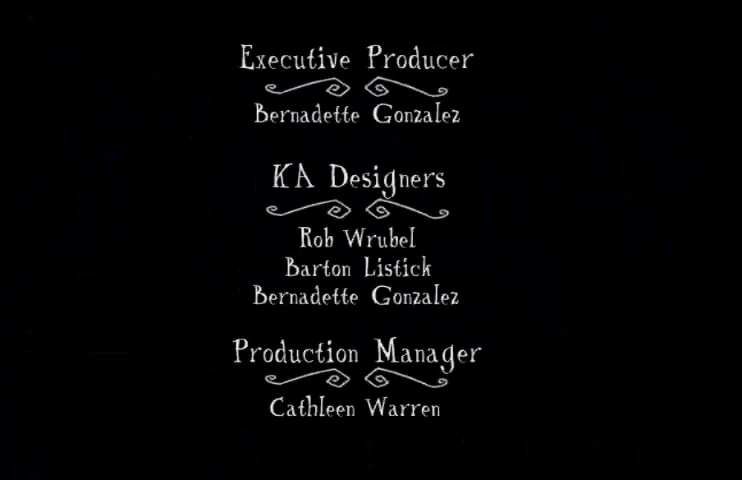 Executive Producer
Bernadette Gonzalez
KA Designers
Rob Wrubel
Barton Listick
Bernadette Gonzalez
Production Manager
Cathleen Warren